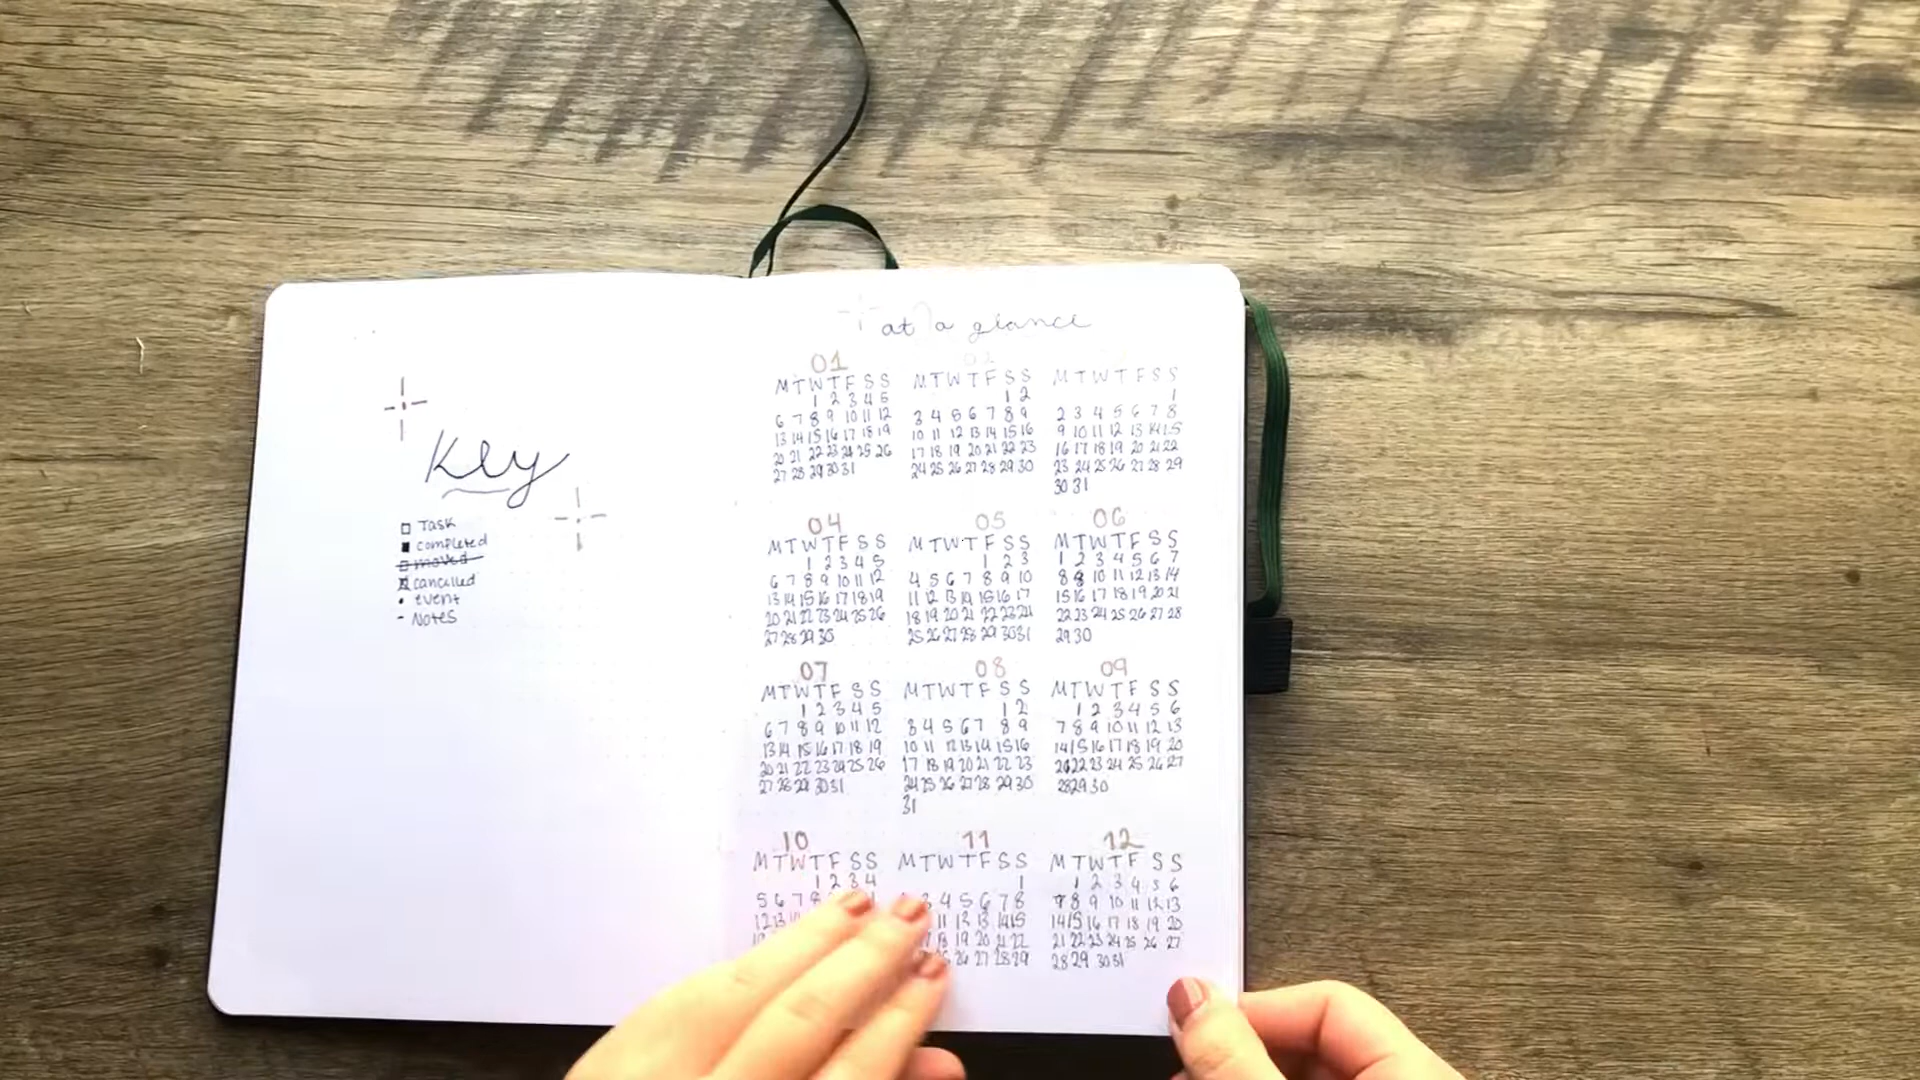 Key
Task
completed
moved
cancelled
event
Notes
at a glance
01
M T W T F S S
1 2 3 4 5
6 7 8 9 10 11 12
13 14 15 16 17 18 19
20 21 22 23 24 25 26
27 28 29 30 31
02
M T W T F S S
1 2
3 4 5 6 7 8 9
10 11 12 13 14 15 16
17 18 19 20 21 22 23
24 25 26 27 28 29 30
M T W T F S S
1
2 3 4 5 6 7 8
9 10 11 12 13 14 15
16 17 18 19 20 21 22
23 24 25 26 27 28 29
30 31
04
M T W T F S S
1 2 3 4 5
6 7 8 9 10 11 12
13 14 15 16 17 18 19
20 21 22 23 24 25 26
27 28 29 30
05
M T W T F S S
1 2 3
4 5 6 7 8 9 10
11 12 13 14 15 16 17
18 19 20 21 22 23 24
25 26 27 28 29 30 31
06
M T W T F S S
1 2 3 4 5 6 7
8 9 10 11 12 13 14
15 16 17 18 19 20 21
22 23 24 25 26 27 28
29 30
07
M T W T F S S
1 2 3 4 5
6 7 8 9 10 11 12
13 14 15 16 17 18 19
20 21 22 23 24 25 26
27 28 29 30 31
08
M T W T F S S
1 2
3 4 5 6 7 8 9
10 11 12 13 14 15 16
17 18 19 20 21 22 23
24 25 26 27 28 29 30
31
09
M T W T F S S
1 2 3 4 5 6
7 8 9 10 11 12 13
14 15 16 17 18 19 20
22 23 24 25 26 27
28 29 30
10
M T W T F S S
1 2 3 4
5 6 7 8
12 13
11
M T W T F S S
1
3 4 5 6 7 8
11 12 13 14 15
18 19 20 21 22
26 27 28 29
12
M T W T F S S
1 2 3 4 5 6
7 8 9 10 11 12 13
14 15 16 17 18 19 20
21 22 23 24 25 26 27
28 29 30 31